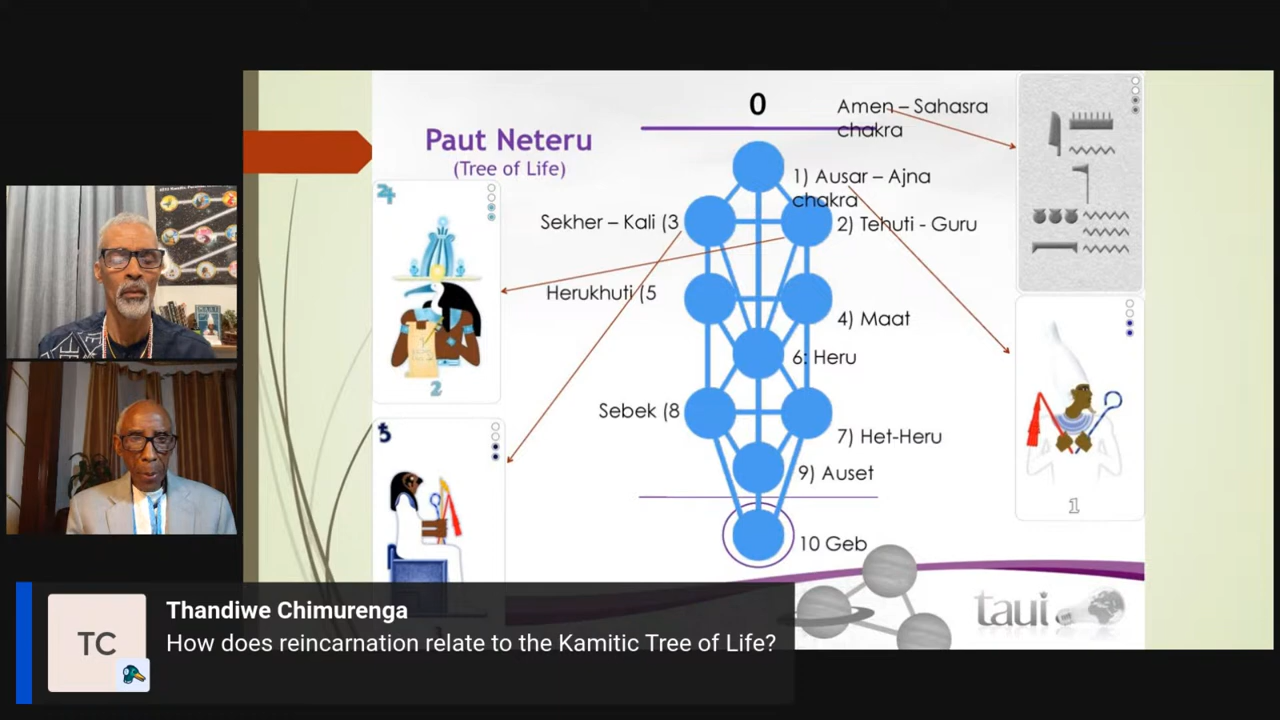 0
Amen – Sahasra
chakra
Paut Neteru
(Tree of Life)
1) Ausar – Ajna
chakra
Sekher – Kali (3
2) Tehuti - Guru
Herukhuti (5
4) Maat
6: Heru
2
Sebek (8
7) Het-Heru
9) Auset
1
10 Geb
taui
Thandiwe Chimurenga
TC
How does reincarnation relate to the Kamitic Tree of Life?